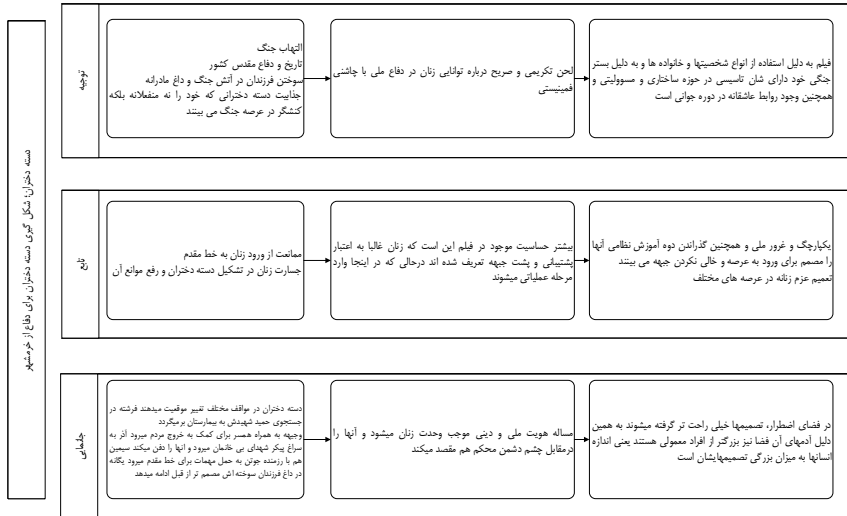 دسته دختران؛ شکل گیری دسته دختران برای دفاع از خرمشهر
توجیه
التهاب جنگ
تاریخ و دفاع مقدس کشور
سوختن فرزندان در آتش جنگ و داغ مادرانه
جذابیت دسته دخترانی که خود را نه منفعلانه بلکه
کنشگر در عرصه جنگ می بینند
لحن تکریمی و صریح درباره توانایی زنان در دفاع ملی با چاشنی
فمینیستی
فیلم به دلیل استفاده از انواع شخصیتها و خانواده ها و به دلیل بستر
جنگی خود دارای شان تاسیسی در حوزه ساختاری و مسوولیتی و
همچنین وجود روابط عاشقانه در دوره جوانی است
تابع
ممانعت از ورود زنان به خط مقدم
جسارت زنان در تشکیل دسته دختران و رفع موانع آن
بیشتر حساسیت موجود در فیلم این است که زنان غالبا به اعتبار
پشتیبانی و پشت جبهه تعریف شده اند درحالی که در اینجا وارد
مرحله عملیاتی میشوند
یکپارچگ و غرور ملی و همچنین گذراندن دوه آموزش نظامی آنها
را مصمم برای ورود به عرصه و خالی نکردن جبهه می بینند
تعمیم عزم زنانه در عرصه های مختلف
جانمایی
دسته دختران در مواقف مختلف تغییر موقعیت میدهند فرشته در
جستجوی حمید شهیدش به بیمارستان برمیگردد
وجیهه به همراه همسر برای کمک به خروج مردم میرود آذر به
سراغ پیکر شهدای بی خانمان میرود و انها را دفن میکند سیمین
هم با رزمنده جوتن به حمل مهمات برای خط مقدم میرود یگانه
در داغ فرزندان سوخته اش مصمم تر از قبل ادامه میدهد
مساله هویت ملی و دینی موجب وحدت زنان میشود و آنها را
درمقابل چشم دشمن محکم هم مقصد میکند
در فضای اضطرار، تصمیمها خیلی راحت تر گرفته میشوند به همین
دلیل آدمهای آن فضا نیز بزرگتر از افراد معمولی هستند یعنی اندازه
انسانها به میزان بزرگی تصمیمهایشان است